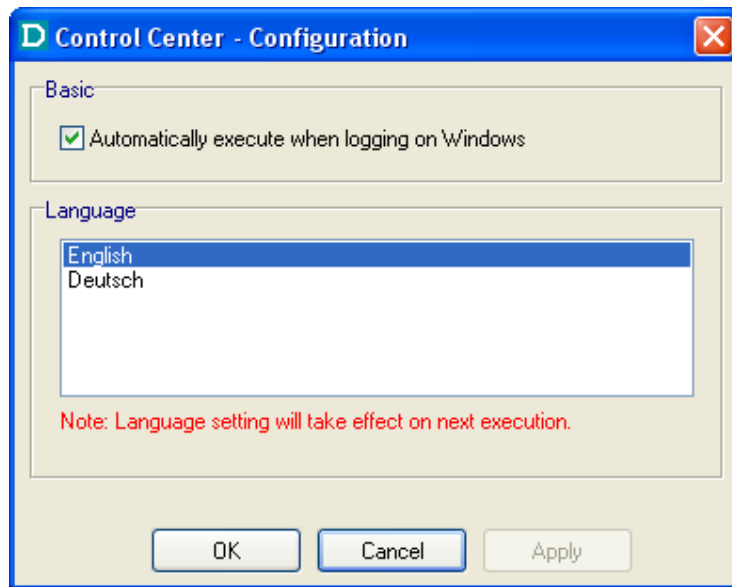 D Control Center - Configuration
Basic
Automatically execute when logging on Windows
Language
English
Deutsch
Note: Language setting will take effect on next execution.
OK
Cancel
Apply